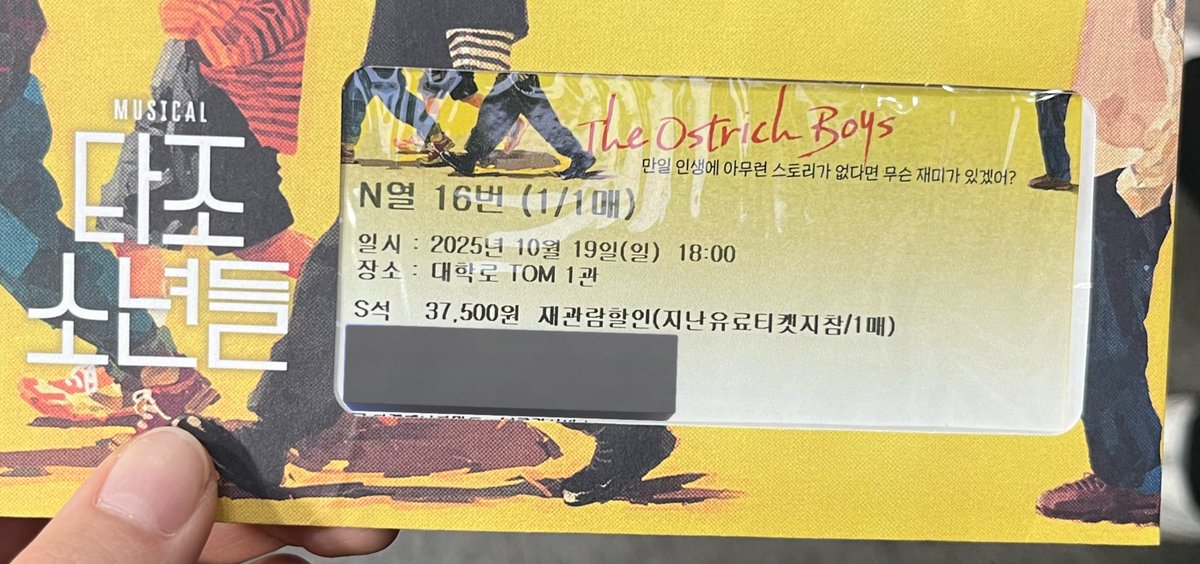 MUSICAL
타조
소년들
The Ostrich Boys
만일 인생에 아무런 스토리가 없다면 무슨 재미가 있겠어?
N열 16번 (1/1매)
일시 : 2025년 10월 19일(일) 18:00
장소 : 대학로 TOM 1관
S석 37,500원 재관람할인(지난유료티켓지참/1매)